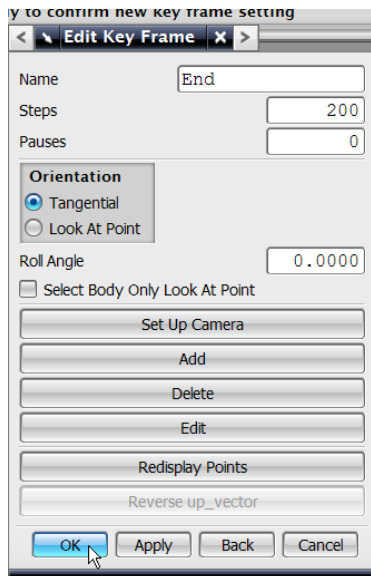 y to confirm new key frame setting
< Edit Key Frame X >
Name End
Steps 200
Pauses 0
Orientation
Tangential
Look At Point
Roll Angle 0.0000
Select Body Only Look At Point
Set Up Camera
Add
Delete
Edit
Redisplay Points
Reverse up_vector
OK Apply Back Cancel